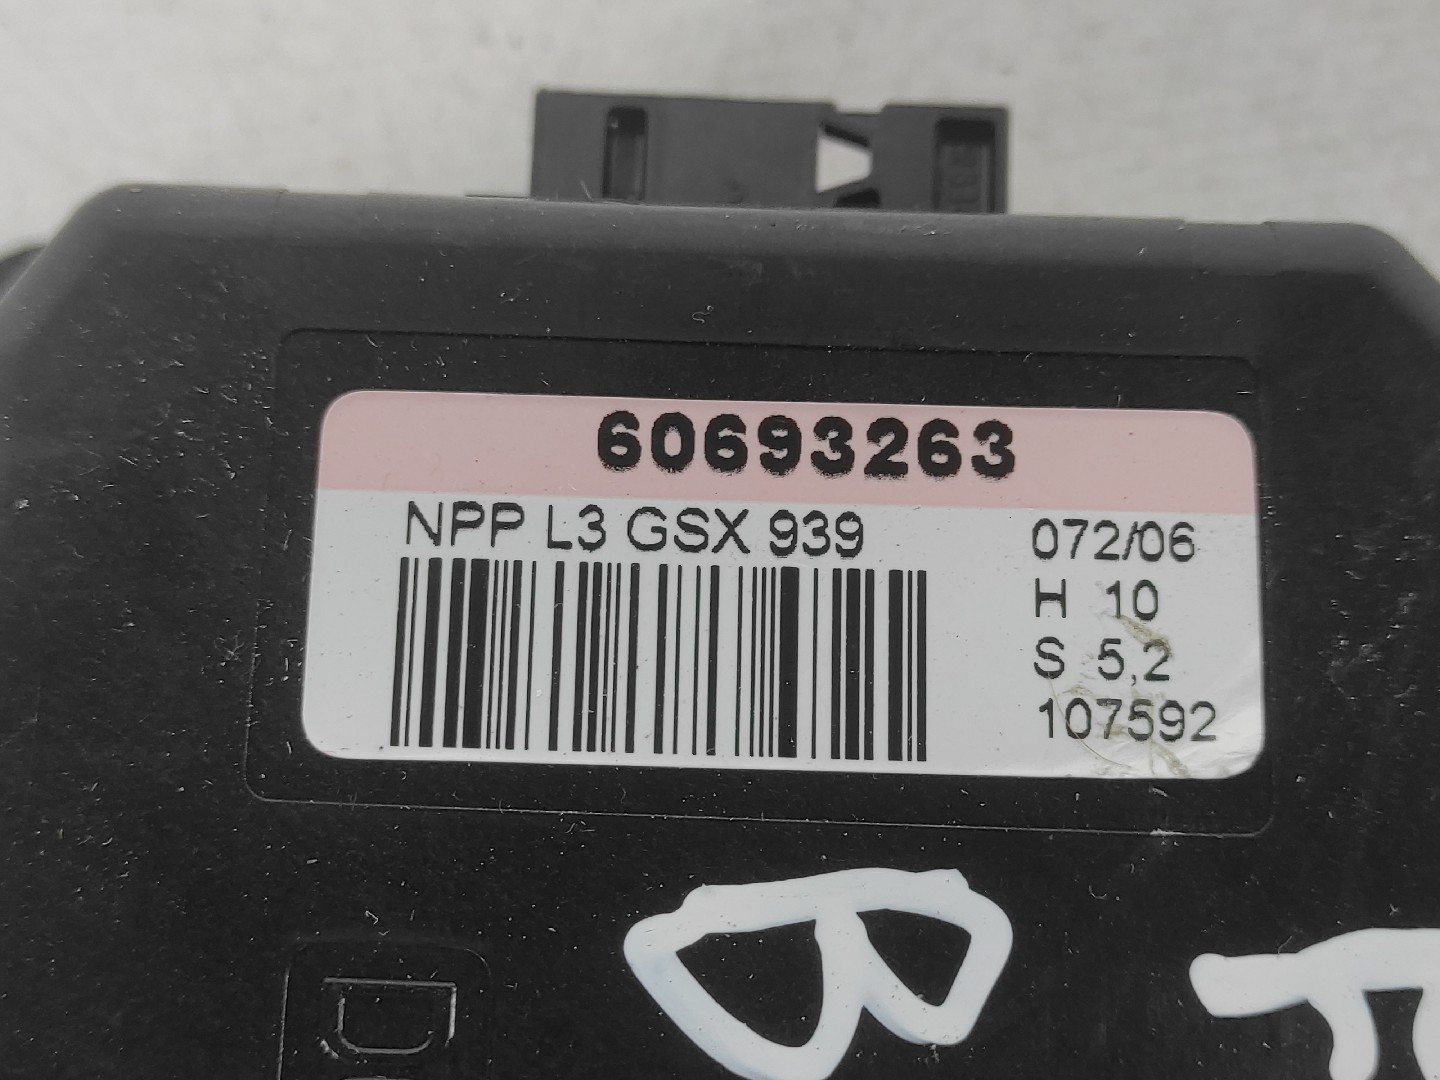 60693263
NPP L3 GSX 939
072/06
H 10
S 5,2
107592
B
D